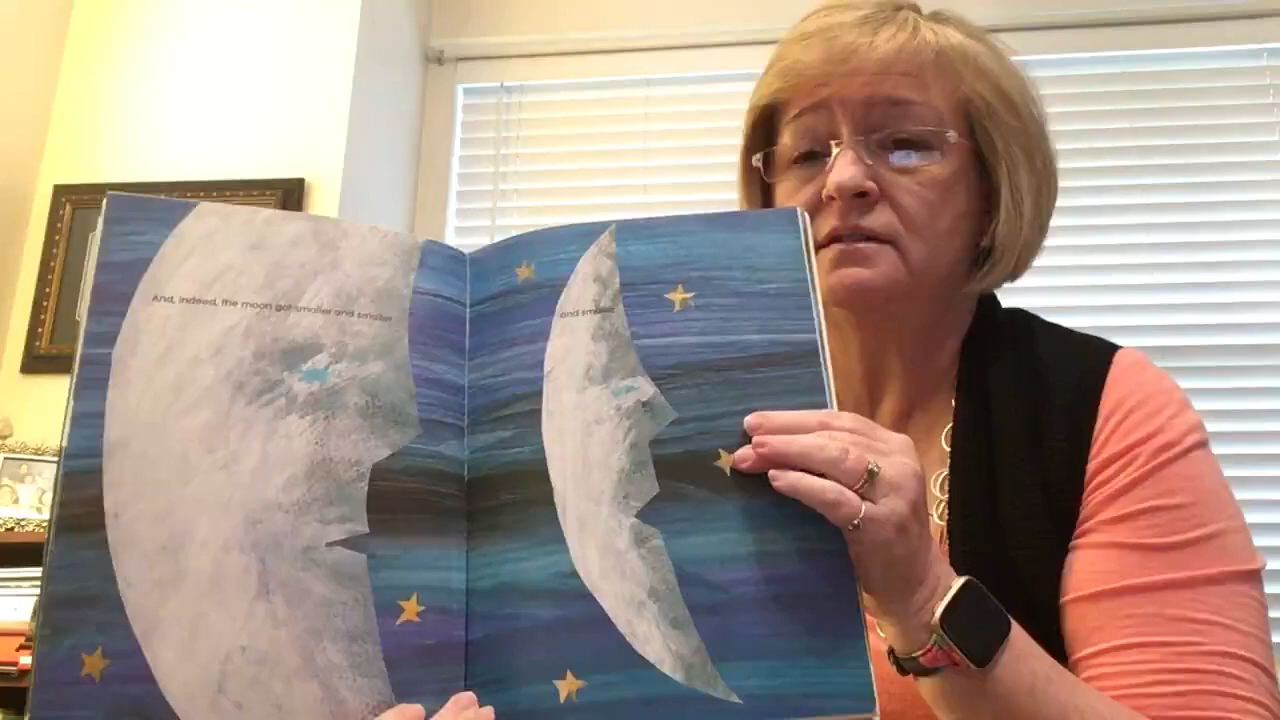 And, indeed, the moon got smaller and smaller
and smaller